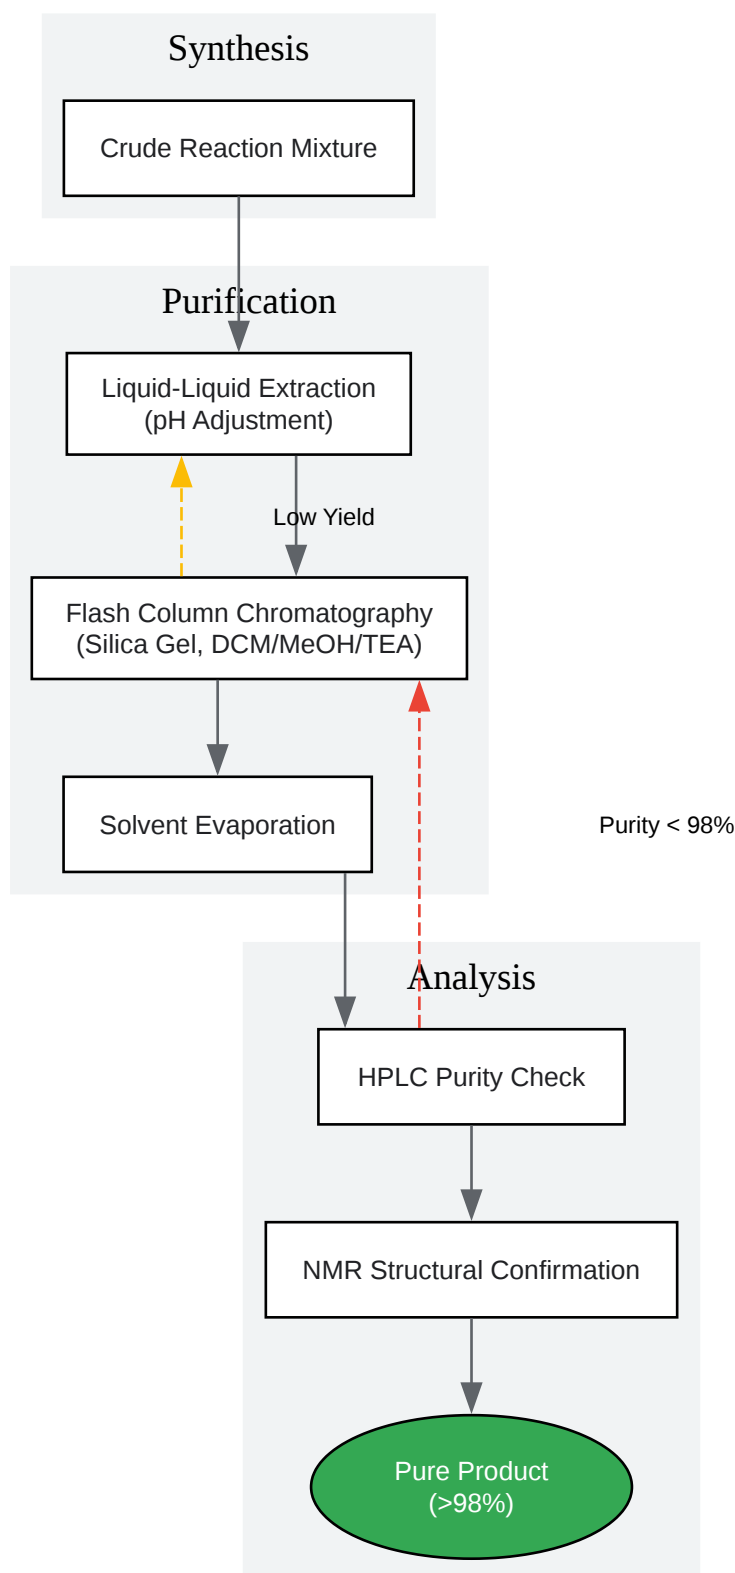 Synthesis
Crude Reaction Mixture
Purification
Liquid-Liquid Extraction
(pH Adjustment)
Low Yield
Flash Column Chromatography
(Silica Gel, DCM/MeOH/TEA)
Solvent Evaporation
Purity < 98%
Analysis
HPLC Purity Check
NMR Structural Confirmation
Pure Product
(>98%)